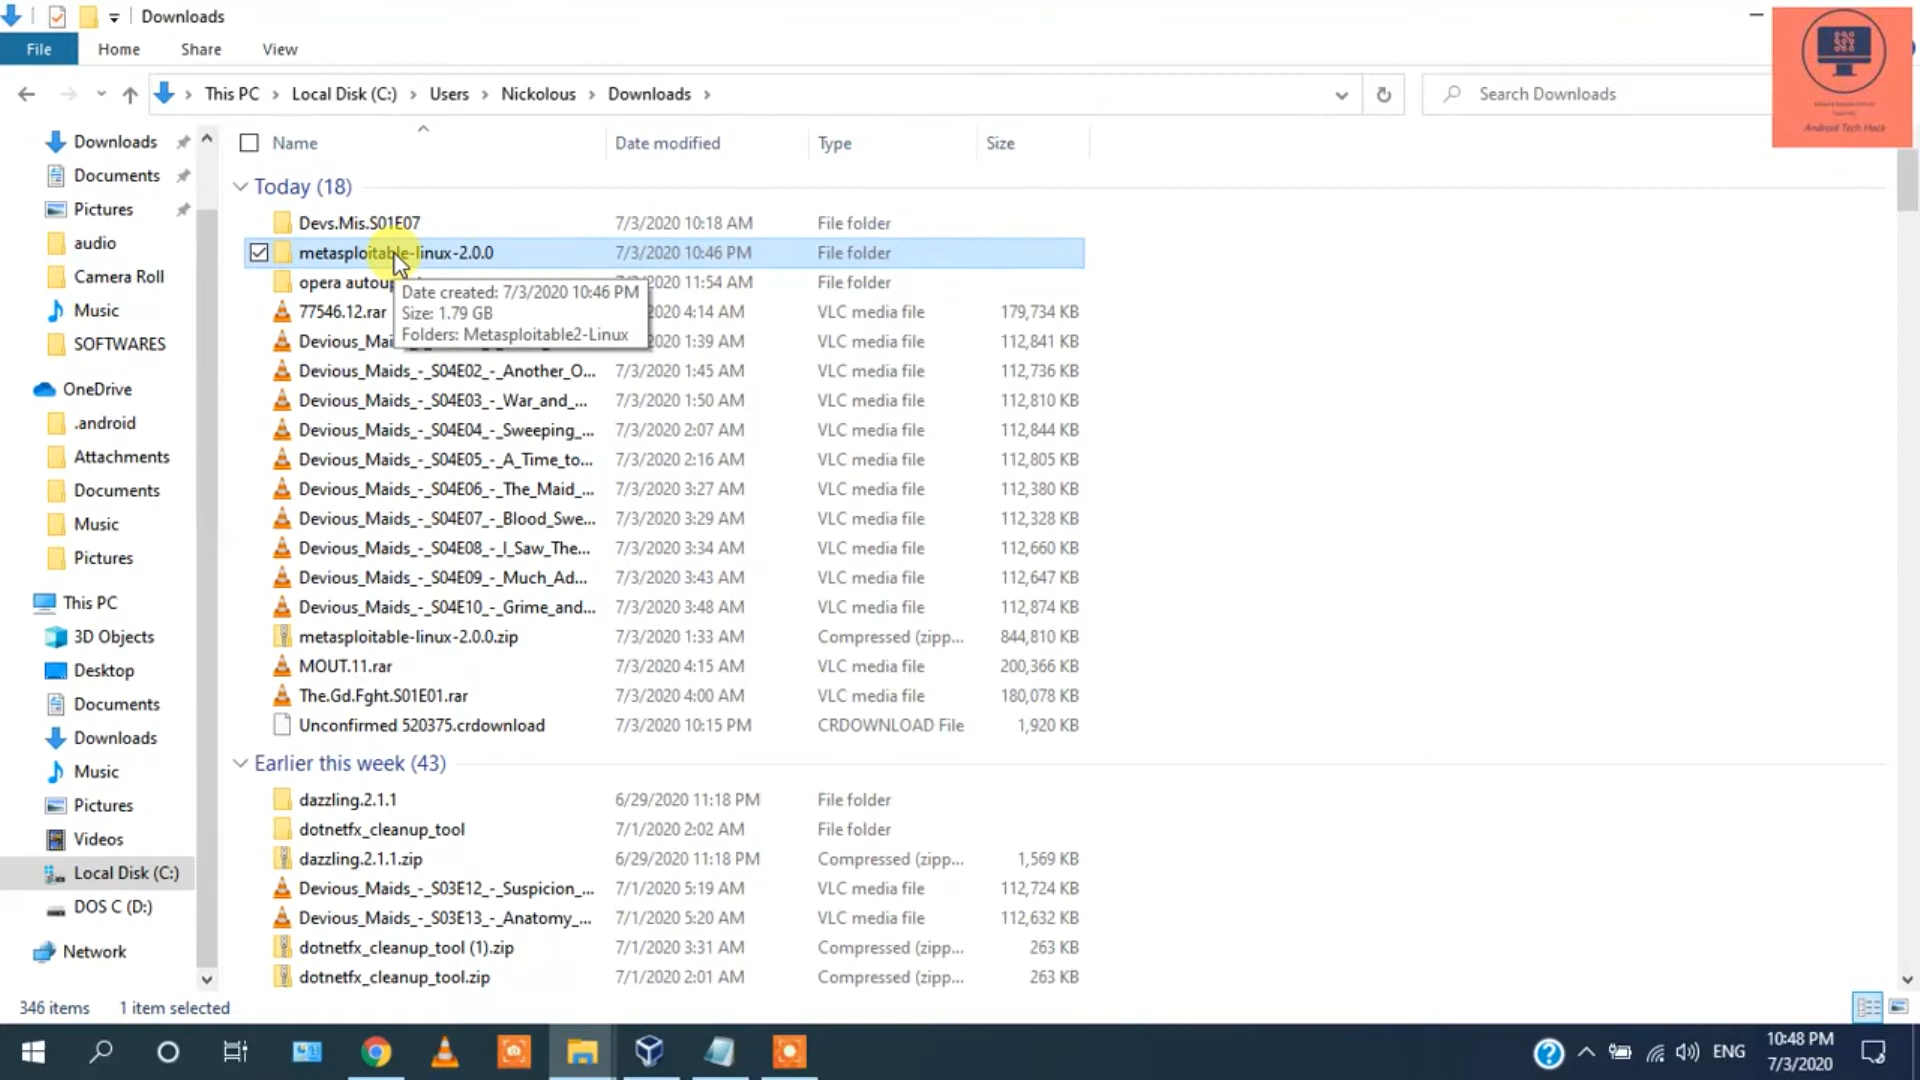 Downloads
File Home Share View
This PC > Local Disk (C:) > Users > Nickolous > Downloads >
Search Downloads
Android Tech Hack
Downloads
Documents
Pictures
audio
Camera Roll
Music
SOFTWARES
OneDrive
.android
Attachments
Documents
Music
Pictures
This PC
3D Objects
Desktop
Documents
Downloads
Music
Pictures
Videos
Local Disk (C:)
DOS C (D:)
Network
Name Date modified Type Size
Today (18)
Devs.Mis.S01E07 7/3/2020 10:18 AM File folder
metasploitable-linux-2.0.0 7/3/2020 10:46 PM File folder
opera autoup 11:54 AM File folder
Date created: 7/3/2020 10:46 PM
Size: 1.79 GB
Folders: Metasploitable2-Linux
77546.12.rar 020 4:14 AM VLC media file 179,734 KB
Devious_Mai 020 1:39 AM VLC media file 112,841 KB
Devious_Maids_-_S04E02_-_Another_O... 7/3/2020 1:45 AM VLC media file 112,736 KB
Devious_Maids_-_S04E03_-_War_and_... 7/3/2020 1:50 AM VLC media file 112,810 KB
Devious_Maids_-_S04E04_-_Sweeping_... 7/3/2020 2:07 AM VLC media file 112,844 KB
Devious_Maids_-_S04E05_-_A_Time_to... 7/3/2020 2:16 AM VLC media file 112,805 KB
Devious_Maids_-_S04E06_-_The_Maid_... 7/3/2020 3:27 AM VLC media file 112,380 KB
Devious_Maids_-_S04E07_-_Blood_Swe... 7/3/2020 3:29 AM VLC media file 112,328 KB
Devious_Maids_-_S04E08_-_I_Saw_The... 7/3/2020 3:34 AM VLC media file 112,660 KB
Devious_Maids_-_S04E09_-_Much_Ad... 7/3/2020 3:43 AM VLC media file 112,647 KB
Devious_Maids_-_S04E10_-_Grime_and... 7/3/2020 3:48 AM VLC media file 112,874 KB
metasploitable-linux-2.0.0.zip 7/3/2020 1:33 AM Compressed (zipp... 844,810 KB
MOUT.11.rar 7/3/2020 4:15 AM VLC media file 200,366 KB
The.Gd.Fght.S01E01.rar 7/3/2020 4:00 AM VLC media file 180,078 KB
Unconfirmed 520375.crdownload 7/3/2020 10:15 PM CRDOWNLOAD File 1,920 KB
Earlier this week (43)
dazzling.2.1.1 6/29/2020 11:18 PM File folder
dotnetfx_cleanup_tool 7/1/2020 2:02 AM File folder
dazzling.2.1.1.zip 6/29/2020 11:18 PM Compressed (zipp... 1,569 KB
Devious_Maids_-_S03E12_-_Suspicion_... 7/1/2020 5:19 AM VLC media file 112,724 KB
Devious_Maids_-_S03E13_-_Anatomy_... 7/1/2020 5:20 AM VLC media file 112,632 KB
dotnetfx_cleanup_tool (1).zip 7/1/2020 3:31 AM Compressed (zipp... 263 KB
dotnetfx_cleanup_tool.zip 7/1/2020 2:01 AM Compressed (zipp... 263 KB
346 items 1 item selected
ENG
10:48 PM
7/3/2020